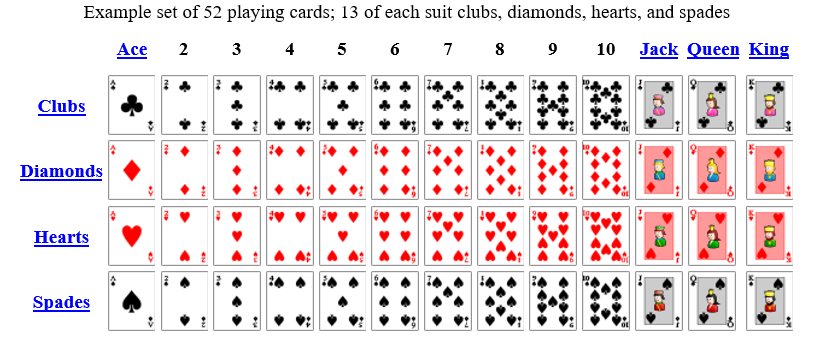 Example set of 52 playing cards; 13 of each suit clubs, diamonds, hearts, and spades
Ace 2 3 4 5 6 7 8 9 10 Jack Queen King
Clubs
Diamonds
Hearts
Spades